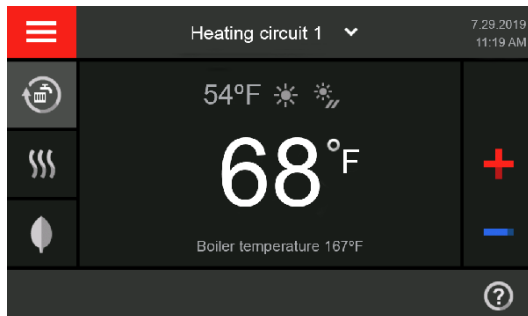 Heating circuit 1
7.29.2019
11:19 AM
54°F
68°F
Boiler temperature 167°F
?